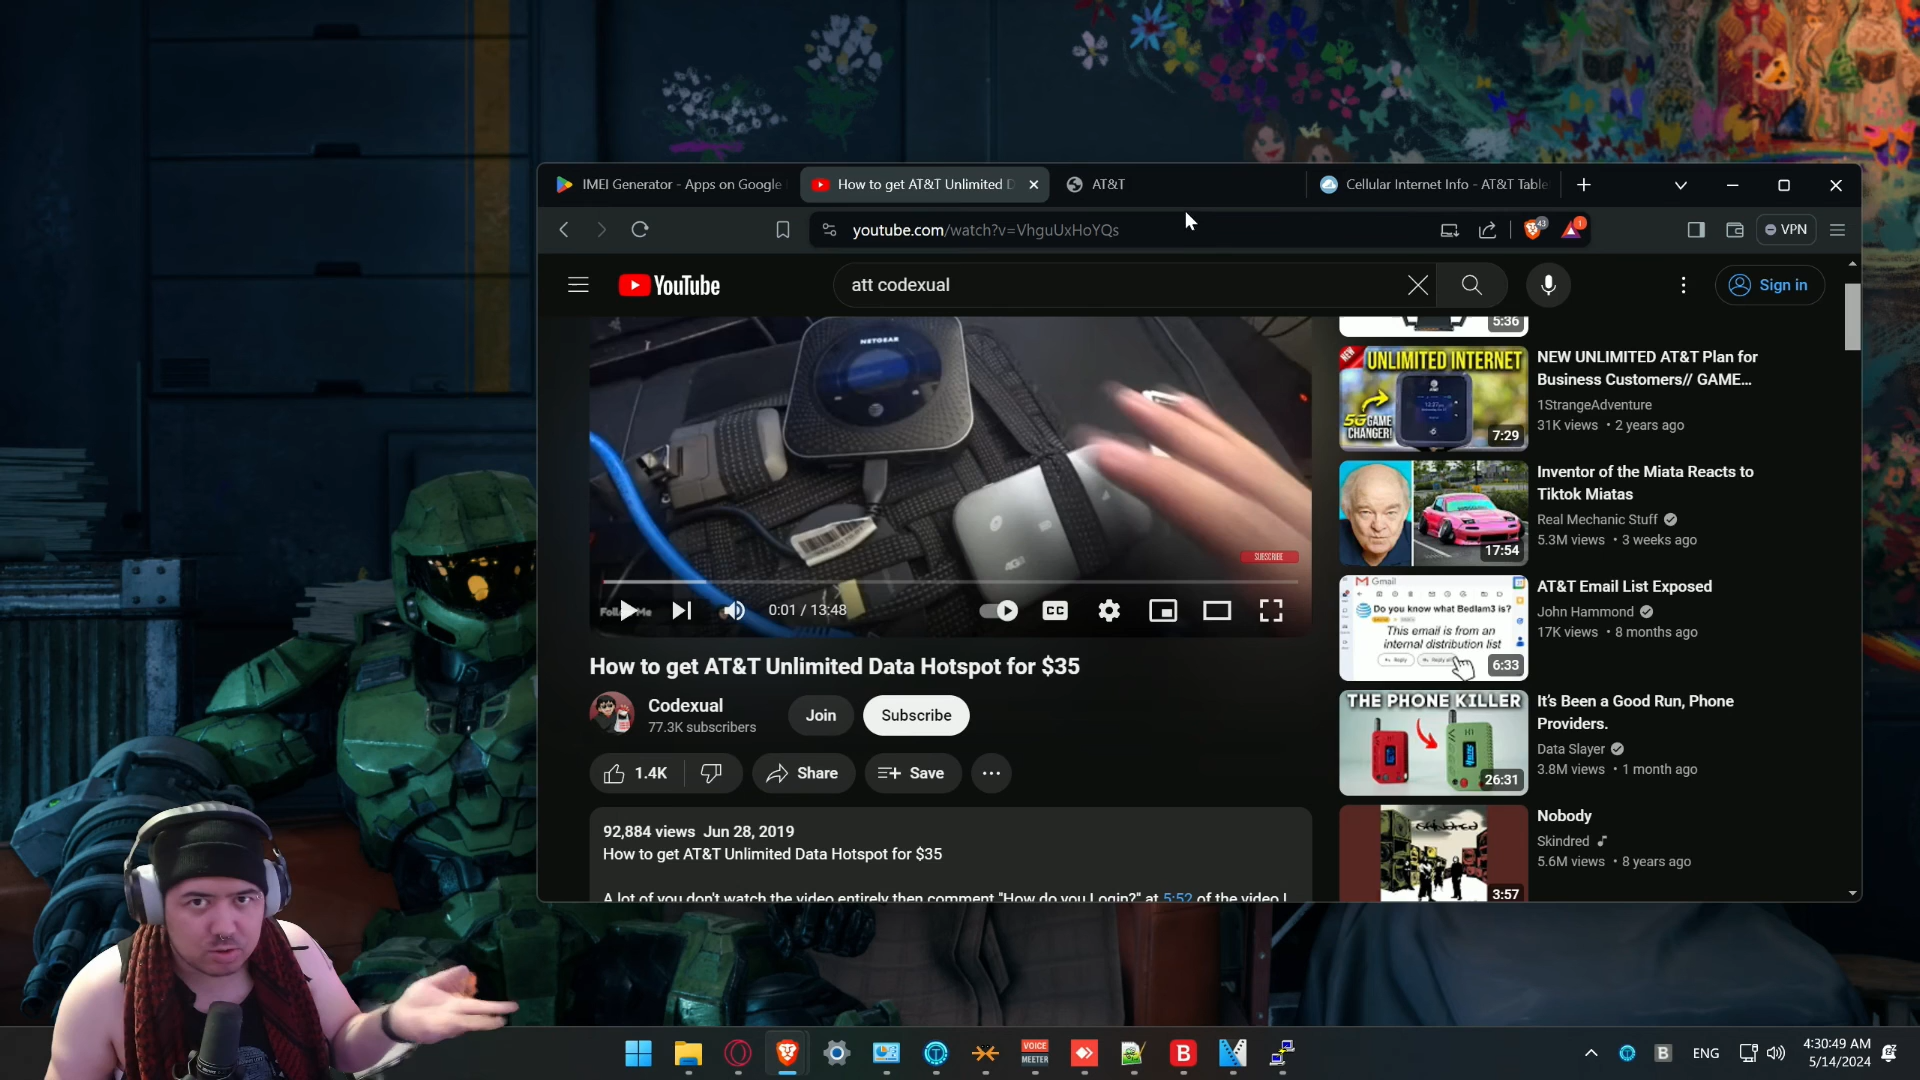 IMEI Generator - Apps on Google
How to get AT&T Unlimited D
AT&T
Cellular Internet Info - AT&T Table
youtube.com/watch?v=VhguUxHoYQs
43
1
VPN
YouTube
att codexual
Sign in
NETGEAR
SUBSCRIBE
0:01 / 13:48
CC
How to get AT&T Unlimited Data Hotspot for $35
Codexual
77.3K subscribers
Join
Subscribe
1.4K
Share
Save
92,884 views Jun 28, 2019
How to get AT&T Unlimited Data Hotspot for $35
A lot of you don't watch the video entirely then comment "How do you Login?" at 5:52 of the video I
5:36
NEW
UNLIMITED INTERNET
5G GAME
CHANGER!
7:29
NEW UNLIMITED AT&T Plan for
Business Customers// GAME...
1StrangeAdventure
31K views • 2 years ago
17:54
Inventor of the Miata Reacts to
Tiktok Miatas
Real Mechanic Stuff
5.3M views • 3 weeks ago
Gmail
Do you know what Bedlam3 is?
This email is from an
internal distribution list
Reply
Reply all
6:33
AT&T Email List Exposed
John Hammond
17K views • 8 months ago
THE PHONE KILLER
26:31
It's Been a Good Run, Phone
Providers.
Data Slayer
3.8M views • 1 month ago
3:57
Nobody
Skindred
5.6M views • 8 years ago
VOICE
MEETER
B
B
ENG
4:30:49 AM
5/14/2024